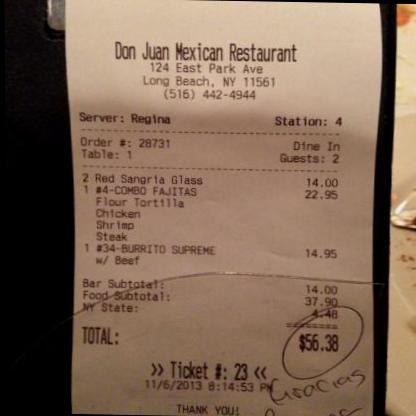 Don Juan Mexican Restaurant
124 East Park Ave
Long Beach, NY 11561
(516) 442-4944
Server: Regina Station: 4
Order #: 28731 Dine In
Table: 1 Guests: 2
2 Red Sangria Glass 14.00
1 #4-COMBO FAJITAS 22.95
Flour Tortilla
Chicken
Shrimp
Steak
1 #34-BURRITO SUPREME 14.95
w/ Beef
Bar Subtotal: 14.00
Food Subtotal: 37.90
NY State: 4.48
TOTAL: $56.38
>> Ticket #: 23 <<
11/6/2013 8:14:53 PM
Gracias
THANK YOU!